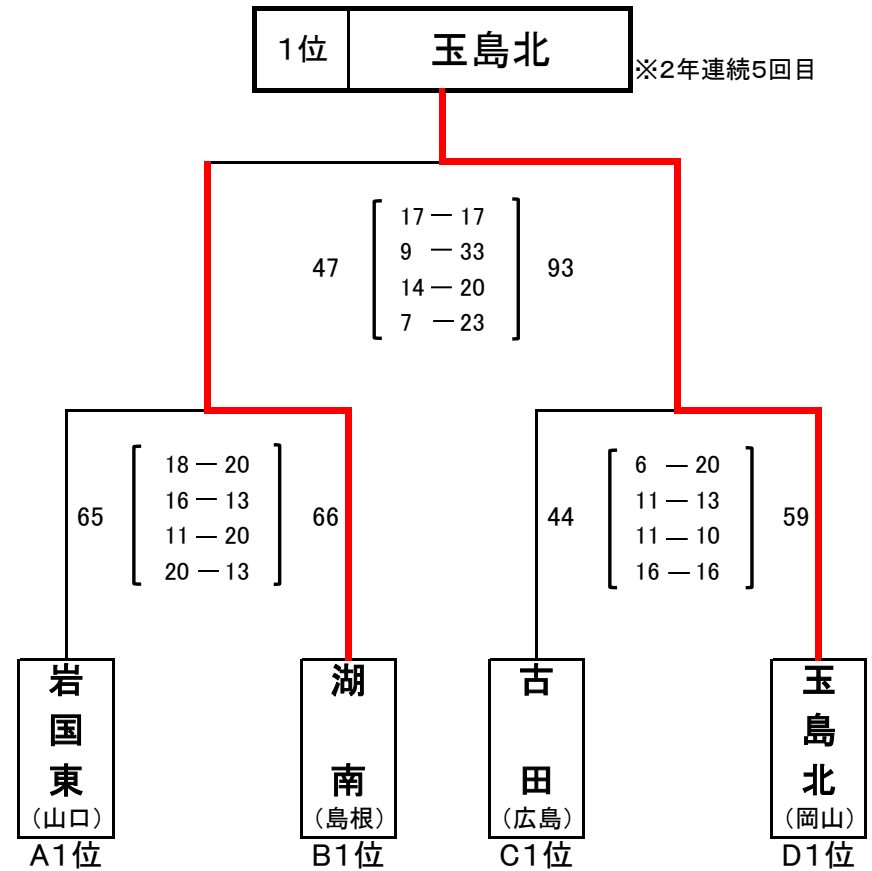 1位 玉島北
※2年連続5回目
17－17
9－33
47 93
14－20
7－23
18－20 6－20
16－13 11－13
65 66 44 59
11－20 11－10
20－13 16－16
岩国東 湖南 古田 玉島北
（山口） （島根） （広島） （岡山）
A1位 B1位 C1位 D1位